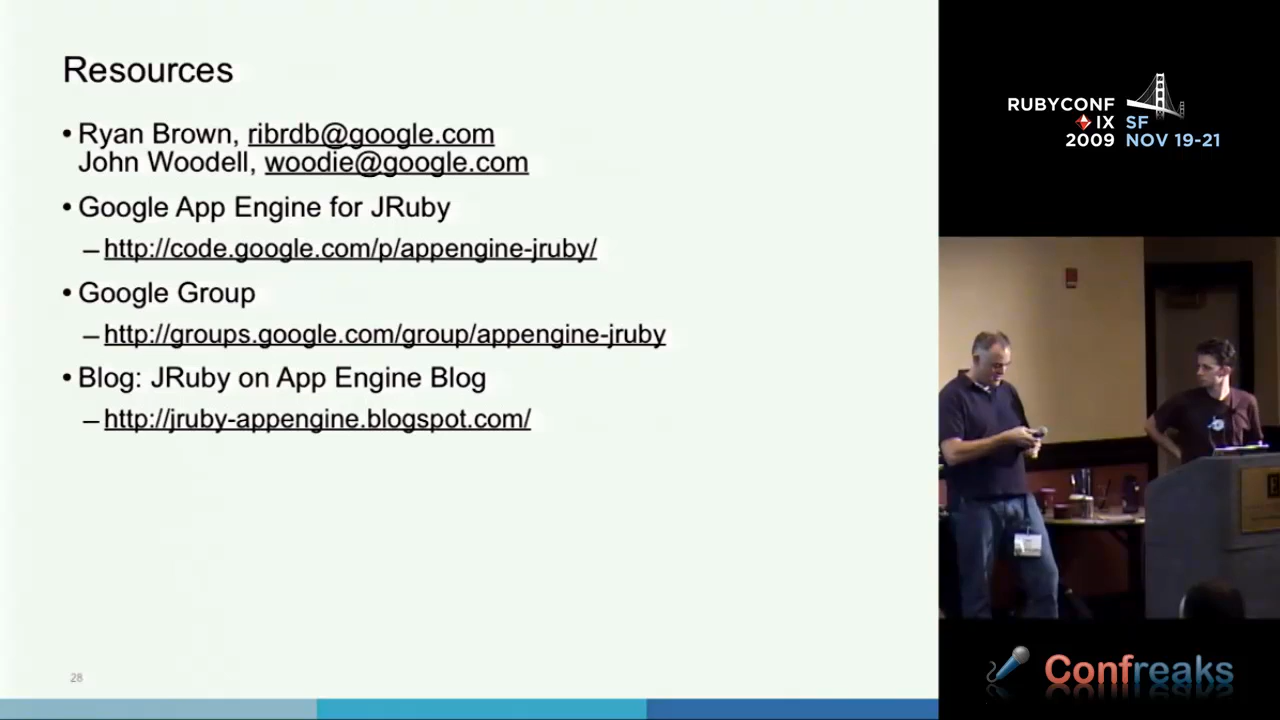 Resources
• Ryan Brown, ribrdb@google.com
John Woodell, woodie@google.com
• Google App Engine for JRuby
– http://code.google.com/p/appengine-jruby/
• Google Group
– http://groups.google.com/group/appengine-jruby
• Blog: JRuby on App Engine Blog
– http://jruby-appengine.blogspot.com/
28
RUBYCONF
IX SF
2009 NOV 19-21
Confreaks